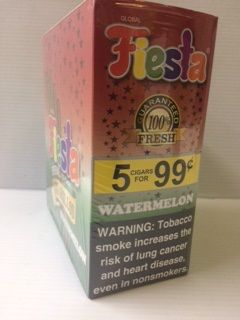 GLOBAL
Fiesta
GUARANTEED
100%
FRESH
5 CIGARS FOR 99¢
WATERMELON
WARNING: Tobacco
smoke increases the
risk of lung cancer
and heart disease,
even in nonsmokers.